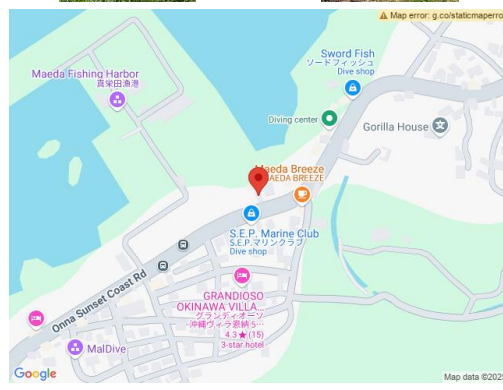 Map error: g.co/staticmaperro
Sword Fish
ソードフィッシュ
Dive shop
Maeda Fishing Harbor
真栄田漁港
Diving center
Gorilla House
Maeda Breeze
MAEDA BREEZE
S.E.P. Marine Club
S.E.P.マリンクラブ
Dive shop
Onna Sunset Coast Rd
GRANDIOSO
OKINAWA VILLA...
グランディオーソ
沖縄ヴィラ恩納 5…
4.3★(15)
3-star hotel
MalDive
Google
Map data ©202